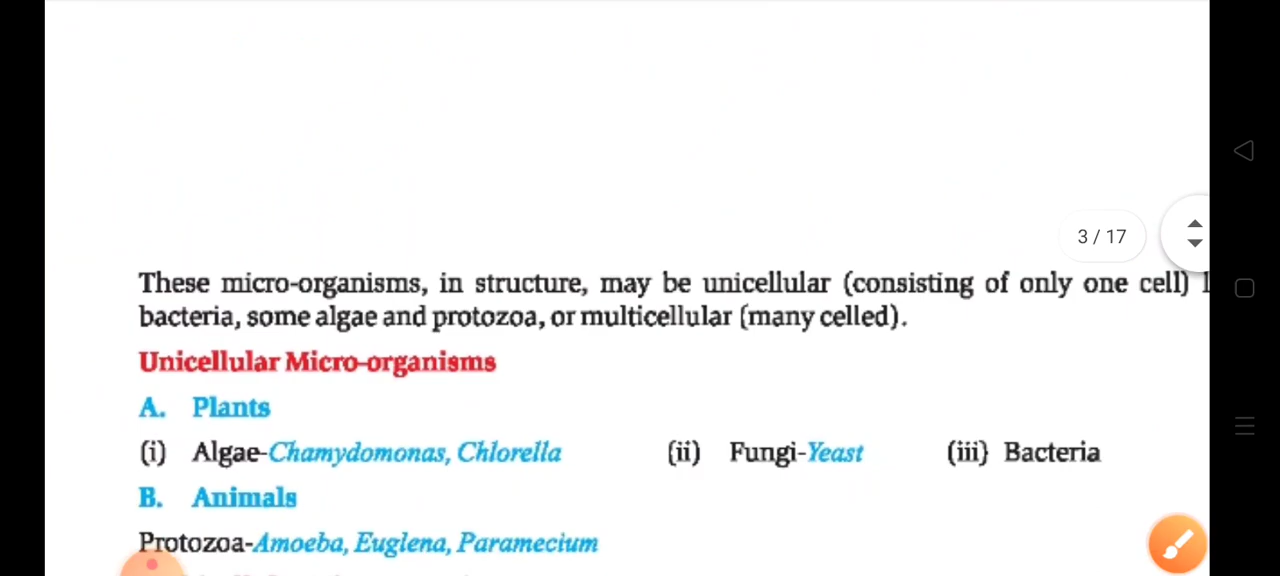 3 / 17
These micro-organisms, in structure, may be unicellular (consisting of only one cell)
bacteria, some algae and protozoa, or multicellular (many celled).
Unicellular Micro-organisms
A. Plants
(i) Algae-Chamydomonas, Chlorella (ii) Fungi-Yeast (iii) Bacteria
B. Animals
Protozoa-Amoeba, Euglena, Paramecium